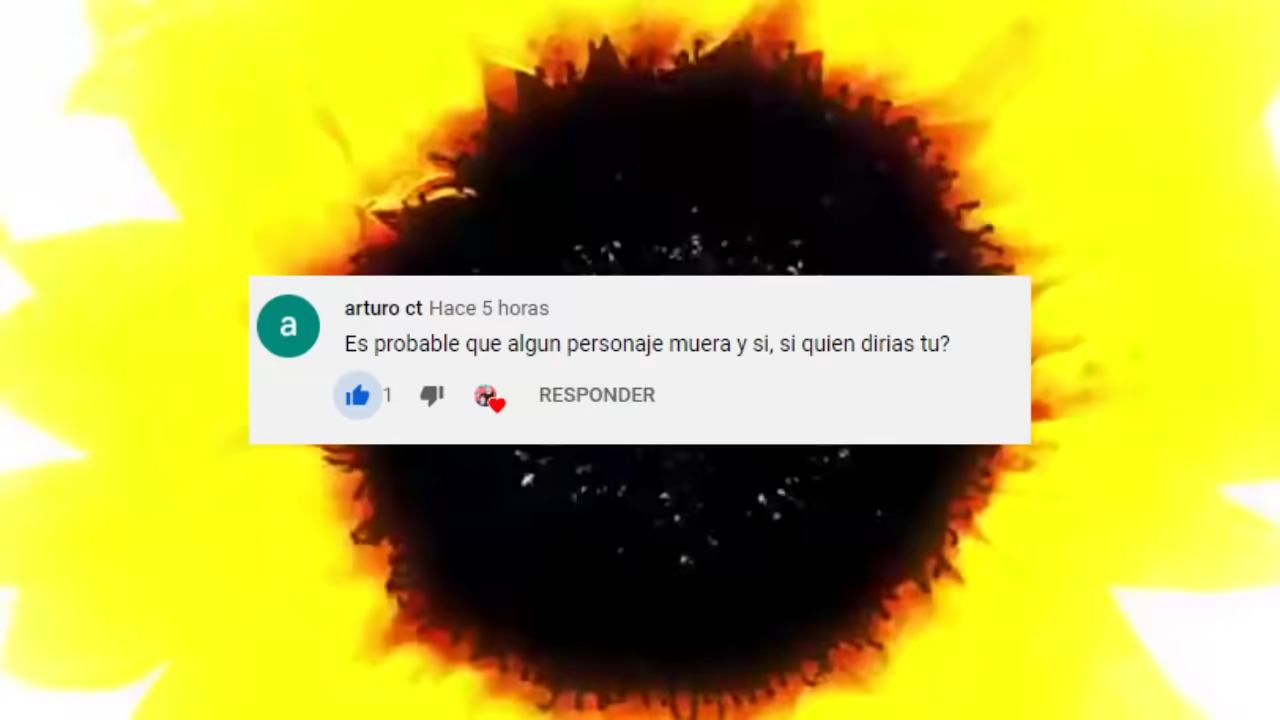 a
arturo ct Hace 5 horas
Es probable que algun personaje muera y si, si quien dirias tu?
1 RESPONDER